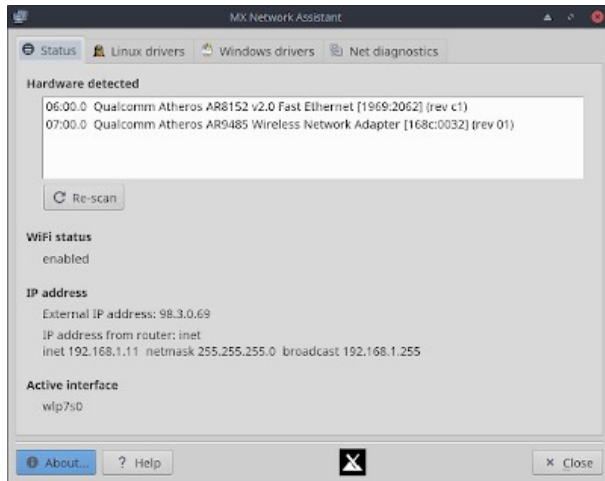 MX Network Assistant
Status
Linux drivers
Windows drivers
Net diagnostics
Hardware detected
06:00.0 Qualcomm Atheros AR8152 v2.0 Fast Ethernet [1969:2062] (rev c1)
07:00.0 Qualcomm Atheros AR9485 Wireless Network Adapter [168c:0032] (rev 01)
Re-scan
WiFi status
enabled
IP address
External IP address: 98.3.0.69
IP address from router: inet
inet 192.168.1.11 netmask 255.255.255.0 broadcast 192.168.1.255
Active interface
wlp7s0
About...
? Help
Close